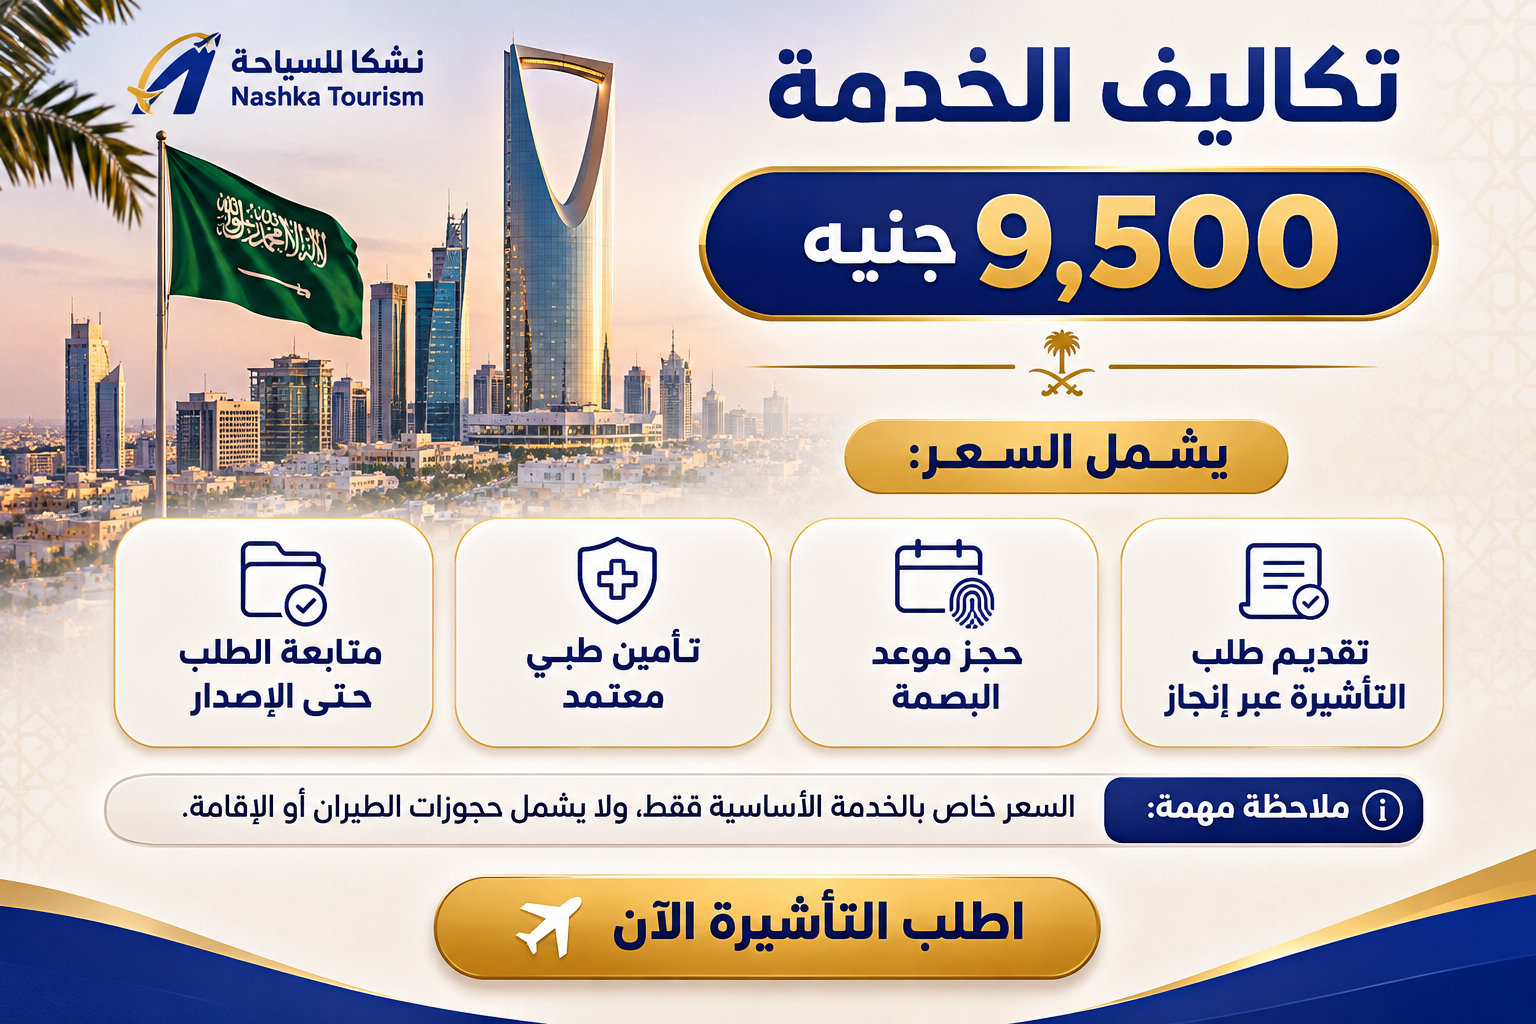 نشكا للسياحة
Nashka Tourism
تكاليف الخدمة
9,500 جنيه
يشمل السعر:
تقديم طلب
التأشيرة عبر إنجاز
حجز موعد
البصمة
تأمين طبي
معتمد
متابعة الطلب
حتى الإصدار
ملاحظة مهمة:
السعر خاص بالخدمة الأساسية فقط، ولا يشمل حجوزات الطيران أو الإقامة.
اطلب التأشيرة الآن